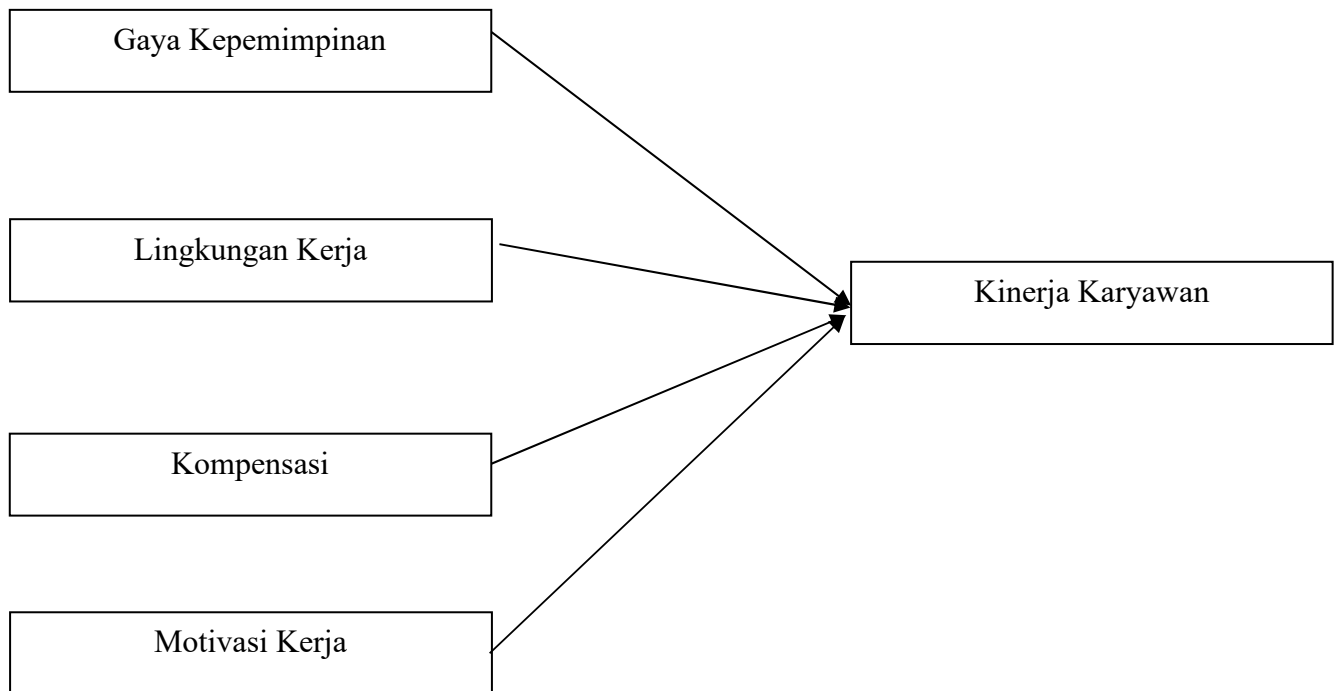 Gaya Kepemimpinan
Lingkungan Kerja
Kinerja Karyawan
Kompensasi
Motivasi Kerja